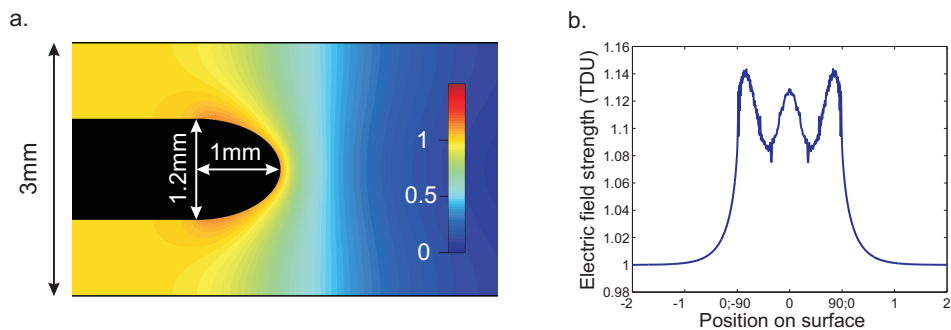 a.
3mm
1.2mm
1mm
1
0.5
0
b.
Electric field strength (TDU)
1.16
1.14
1.12
1.1
1.08
1.06
1.04
1.02
1
0.98
-2
-1
0;-90
0
90;0
1
2
Position on surface